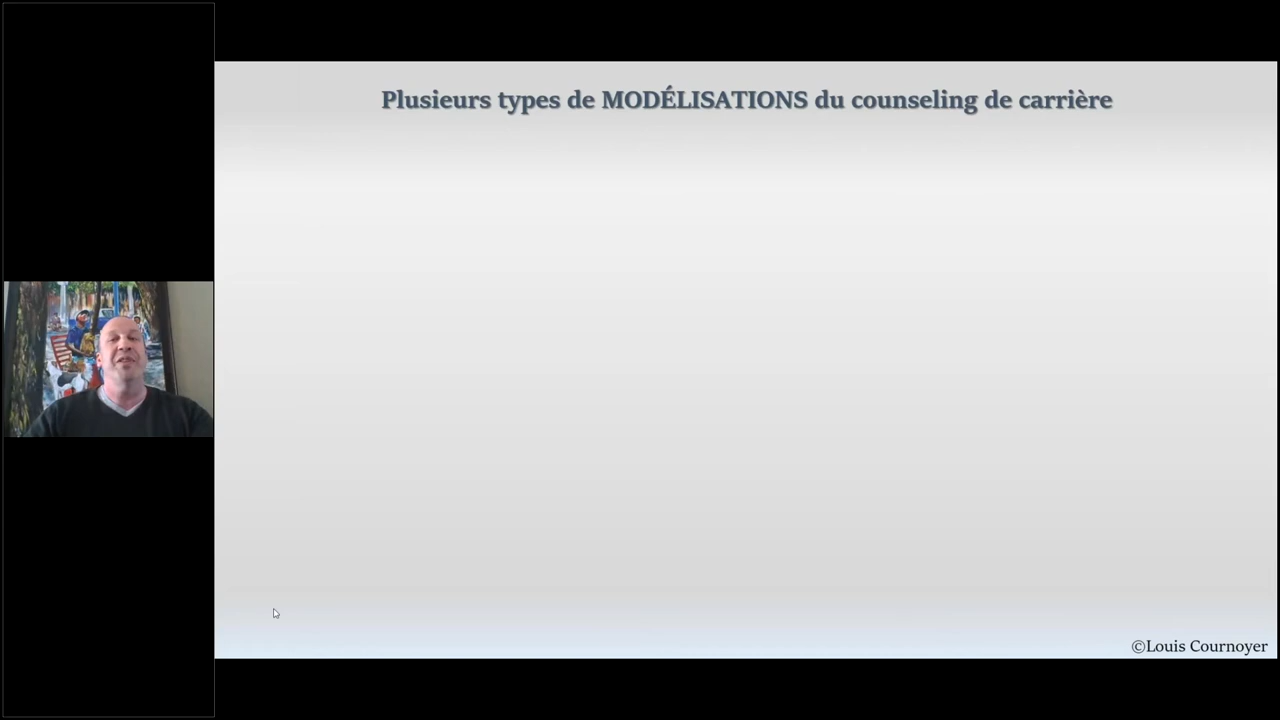 Plusieurs types de MODÉLISATIONS du counseling de carrière
©Louis Cournoyer